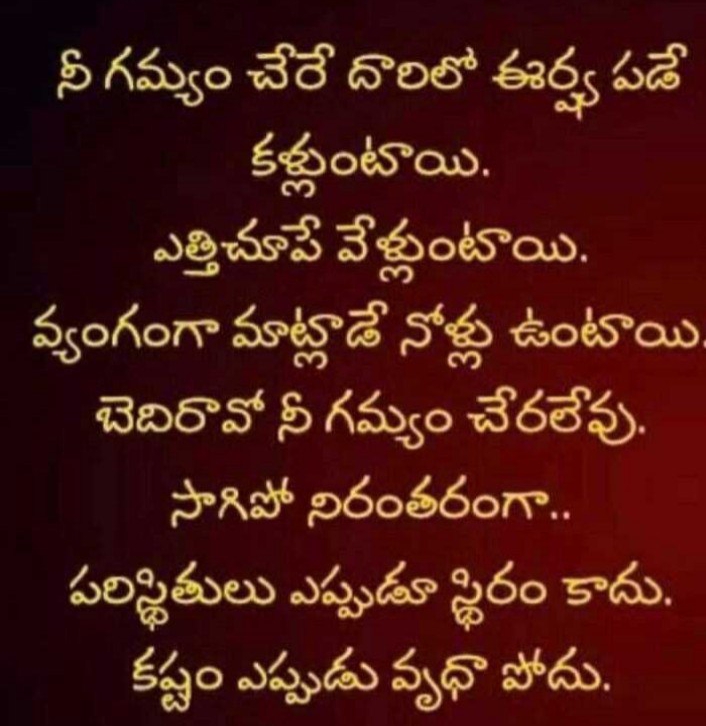 నీ గమ్యం చేరే దారిలో ఈర్ష్య పడే
కళ్లుంటాయి.
ఎత్తిచూపే వేళ్లుంటాయి.
వ్యంగంగా మాట్లాడే నోళ్లు ఉంటాయి.
బెదిరావో నీ గమ్యం చేరలేవు.
సాగిపో నిరంతరంగా..
పరిస్థితులు ఎప్పుడూ స్థిరం కాదు.
కష్టం ఎప్పుడు వృధా పోదు.